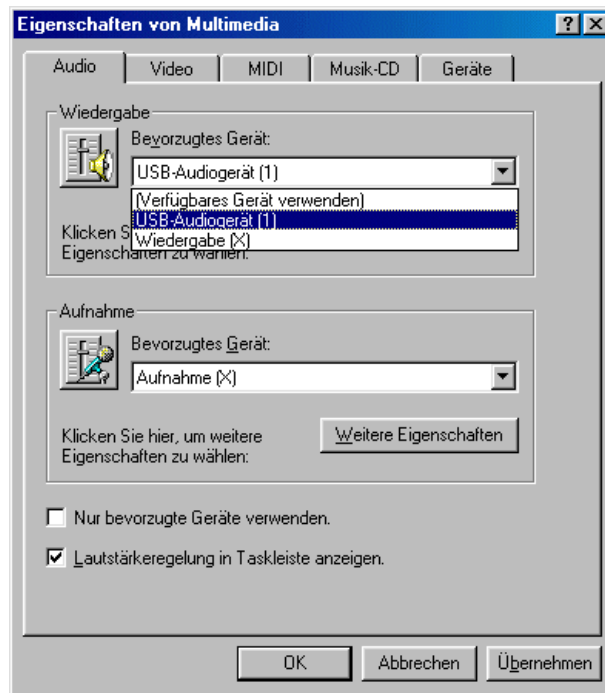 Eigenschaften von Multimedia
Audio
Video
MIDI
Musik-CD
Geräte
Wiedergabe
Bevorzugtes Gerät:
USB-Audiogerät (1)
(Verfügbares Gerät verwenden)
USB-Audiogerät (1)
Wiedergabe (X)
Klicken S
Eigenschaften zu wählen:
Aufnahme
Bevorzugtes Gerät:
Aufnahme (X)
Klicken Sie hier, um weitere
Eigenschaften zu wählen:
Weitere Eigenschaften
Nur bevorzugte Geräte verwenden.
Lautstärkeregelung in Taskleiste anzeigen.
OK
Abbrechen
Übernehmen